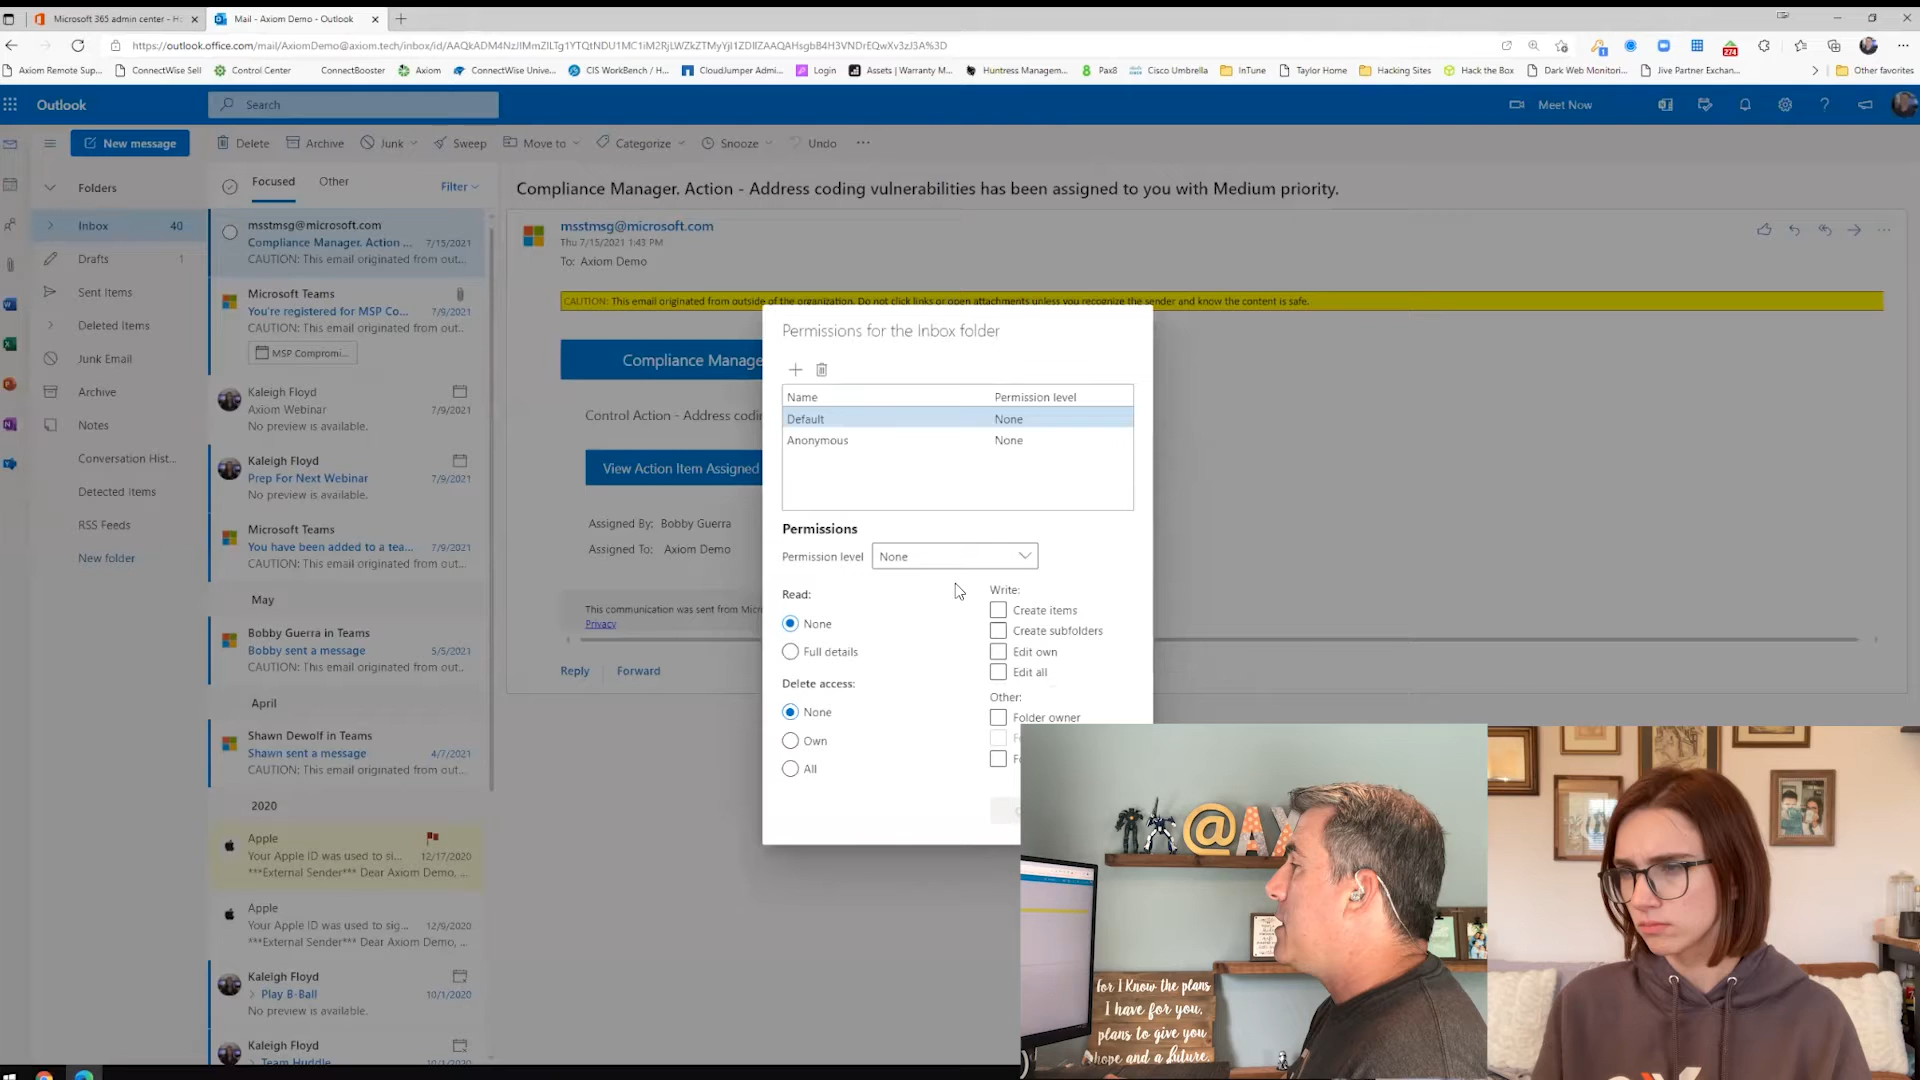 Microsoft 365 admin center - H
Mail - Axiom Demo - Outlook
Axiom Remote Sup...
ConnectWise Sell
Control Center
ConnectBooster
Axiom
ConnectWise Unive...
CIS WorkBench / H...
CloudJumper Admi...
Login
Assets | Warranty M...
Huntress Managem...
Pax8
Cisco Umbrella
InTune
Taylor Home
Hacking Sites
Hack the Box
Dark Web Monitori...
Jive Partner Exchan...
Other favorites
274
Outlook
Search
Meet Now
New message
Delete
Archive
Junk
Sweep
Move to
Categorize
Snooze
Undo
Folders
Inbox 40
Drafts 1
Sent Items
Deleted Items
Junk Email
Archive
Notes
Conversation Hist...
Detected Items
RSS Feeds
New folder
Focused
Other
Filter
msstmsg@microsoft.com
Compliance Manager. Action ... 7/15/2021
CAUTION: This email originated from out...
Microsoft Teams
You're registered for MSP Co... 7/9/2021
CAUTION: This email originated from out..
MSP Compromi...
Kaleigh Floyd
Axiom Webinar 7/9/2021
No preview is available.
Kaleigh Floyd
Prep For Next Webinar 7/9/2021
No preview is available.
Microsoft Teams
You have been added to a tea... 7/9/2021
CAUTION: This email originated from out...
May
Bobby Guerra in Teams
Bobby sent a message 5/5/2021
CAUTION: This email originated from out...
April
Shawn Dewolf in Teams
Shawn sent a message 4/7/2021
CAUTION: This email originated from out...
2020
Apple
Your Apple ID was used to si... 12/17/2020
***External Sender*** Dear Axiom Demo, ...
Apple
Your Apple ID was used to sig... 12/9/2020
***External Sender*** Dear Axiom Demo, ...
Kaleigh Floyd
Play B-Ball 10/1/2020
No preview is available.
Kaleigh Floyd
Team Huddle 10/1/2020
Compliance Manager. Action - Address coding vulnerabilities has been assigned to you with Medium priority.
msstmsg@microsoft.com
Thu 7/15/2021 1:43 PM
To: Axiom Demo
CAUTION: This email originated from outside of the organization. Do not click links or open attachments unless you recognize the sender and know the content is safe.
Compliance Manage
Control Action - Address codi
View Action Item Assigned
Assigned By: Bobby Guerra
Assigned To: Axiom Demo
This communication was sent from Micr
Privacy
Reply
Forward
Permissions for the Inbox folder
Name Permission level
Default None
Anonymous None
Permissions
Permission level None
Read:
None
Full details
Delete access:
None
Own
All
Write:
Create items
Create subfolders
Edit own
Edit all
Other:
Folder owner
@AX
for I know the plans
I have for you,
plans to give you
hope and a future.